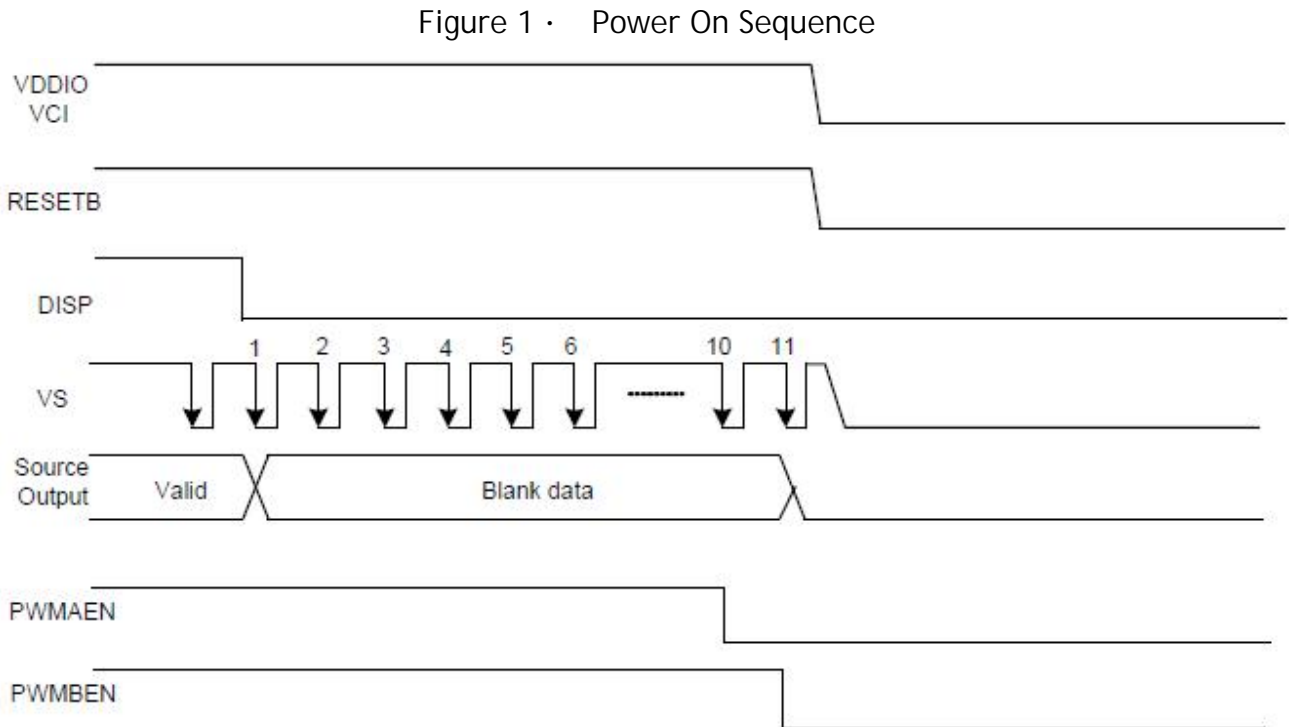 Figure 1 · Power On Sequence
VDDIO
VCI
RESETB
DISP
1 2 3 4 5 6 10 11
VS
Source
Output
Valid
Blank data
PWMAEN
PWMBEN